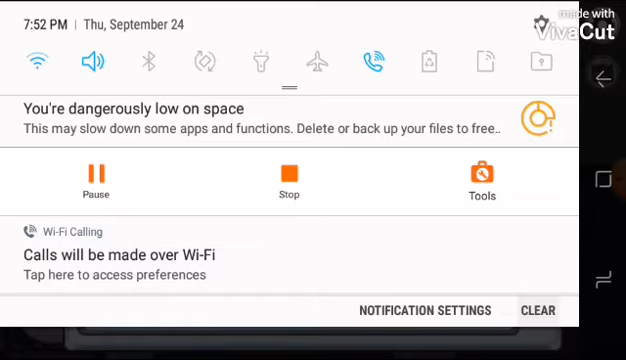 7:52 PM | Thu, September 24
made with
VivaCut
You're dangerously low on space
This may slow down some apps and functions. Delete or back up your files to free..
Pause
Stop
Tools
Wi-Fi Calling
Calls will be made over Wi-Fi
Tap here to access preferences
NOTIFICATION SETTINGS
CLEAR